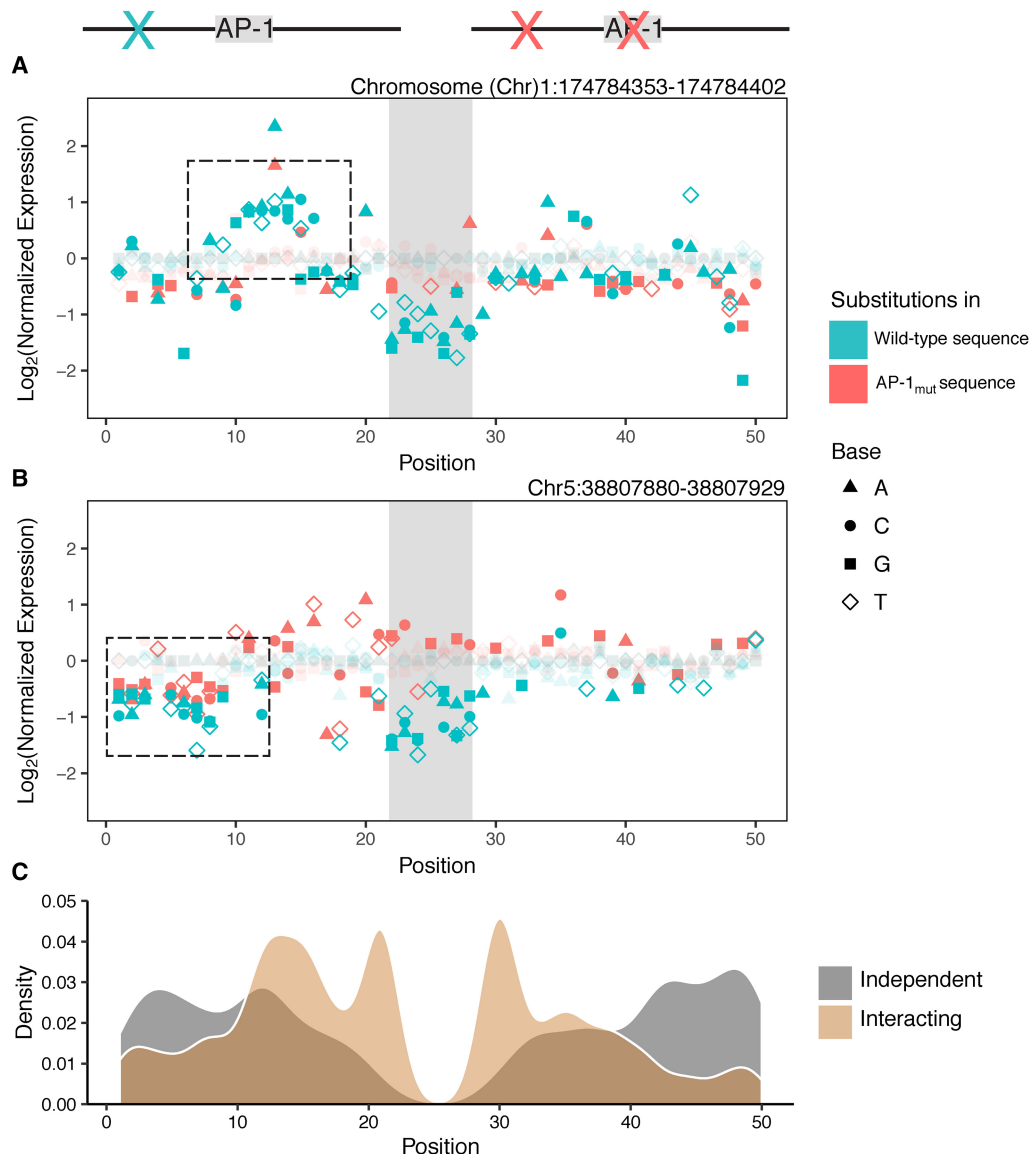 AP-1 AP-1
A
Chromosome (Chr)1:174784353-174784402
Log2(Normalized Expression)
2
1
0
−1
−2
0 10 20 30 40 50
Position
Substitutions in
Wild-type sequence
AP-1mut sequence
Base
A
C
G
T
B
Chr5:38807880-38807929
Log2(Normalized Expression)
2
1
0
−1
−2
0 10 20 30 40 50
Position
C
Density
0.05
0.04
0.03
0.02
0.01
0.00
0 10 20 30 40 50
Position
Independent
Interacting